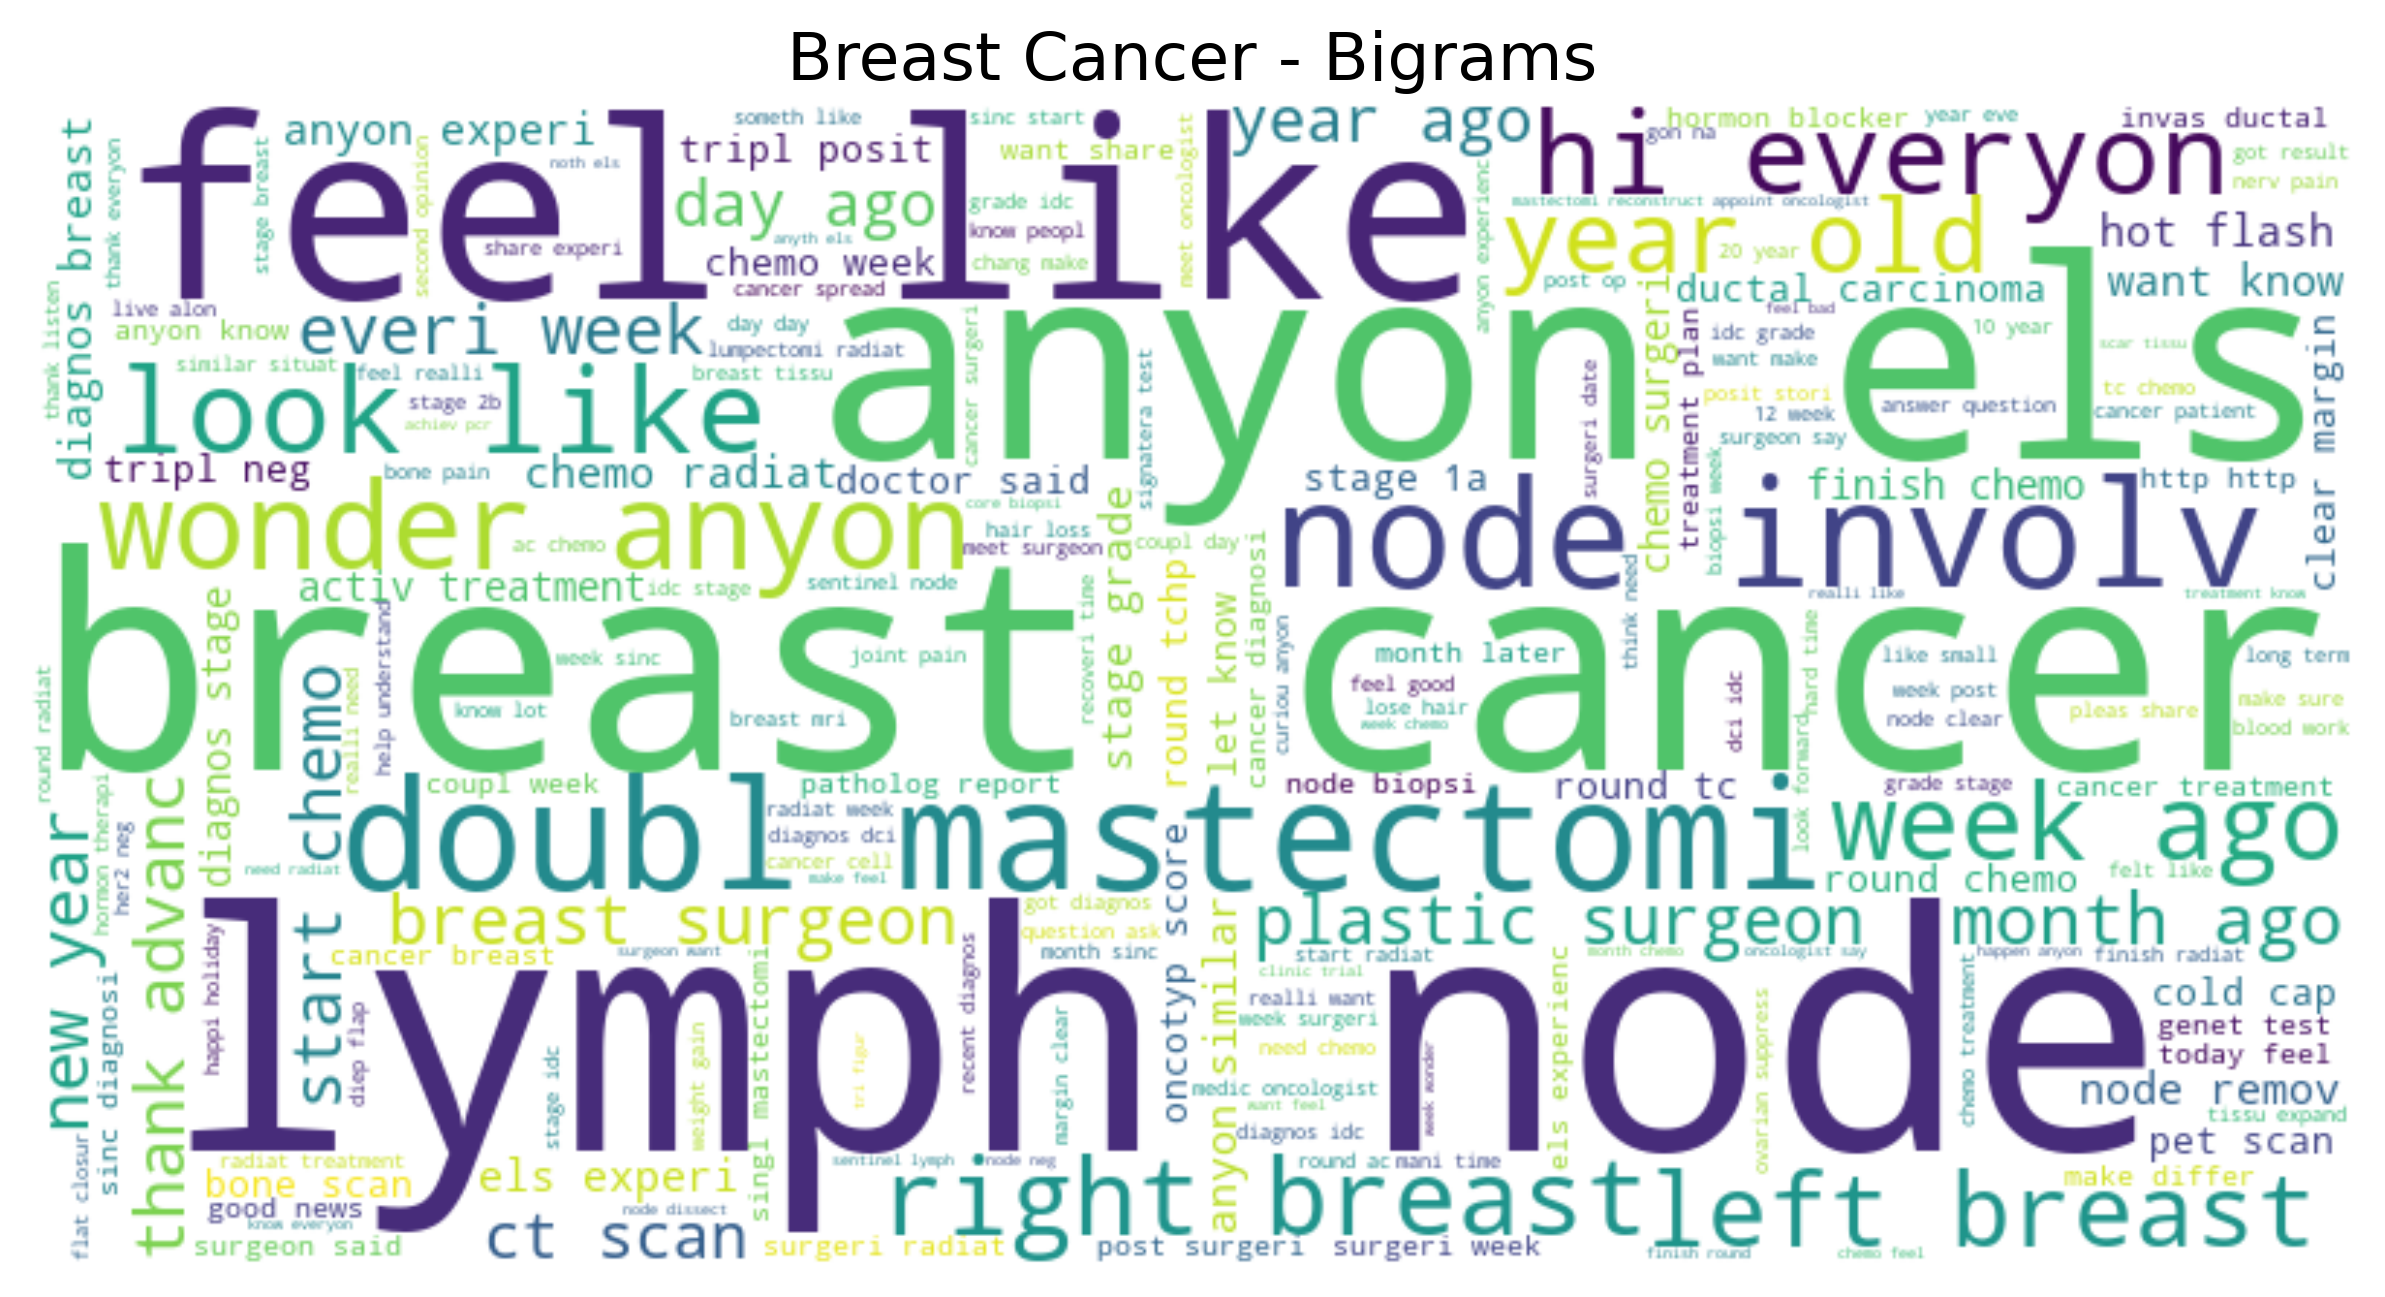 Breast Cancer - Bigrams
feel like
anyon els
breast cancer
lymph node
hi everyon
year ago
year old
look like
wonder anyon
node involv
doubl mastectomi
week ago
month ago
plastic surgeon
breast surgeon
right breast
left breast
ct scan
start chemo
thank advanc
new year
diagnos breast
thank everyon
stage breast
anyon experi
second opinion
noth els
share experi
someth like
tripl posit
day ago
anyth els
chemo week
cancer spread
sinc start
want share
grade idc
know peopl
chang make
meet oncologist
anyon experienc
hormon blocker
gon na
year eve
invas ductal
got result
nerv pain
mastectomi reconstruct
appoint oncologist
20 year
hot flash
want know
post op
ductal carcinoma
feel bad
idc grade
10 year
want make
scar tissu
posit stori
tc chemo
12 week
answer question
cancer patient
surgeon say
chemo surgeri
treatment plan
clear margin
live alon
anyon know
everi week
day day
lumpectomi radiat
similar situat
feel realli
breast tissu
stage 2b
achiev pcr
thank listen
cancer surgeri
signatera test
surgeri date
tripl neg
bone pain
chemo radiat
doctor said
stage 1a
finish chemo
http http
core biopsi
hair loss
meet surgeon
coupl day
ac chemo
biopsi week
activ treatment
idc stage
sentinel node
stage grade
round tchp
let know
cancer diagnosi
think need
realli like
treatment know
diagnos stage
help understand
realli need
week sinc
joint pain
recoveri time
know lot
breast mri
curiou anyon
month later
feel good
lose hair
week chemo
dci idc
hard time
look forward
like small
week post
node clear
long term
make sure
pleas share
blood work
round radiat
coupl week
patholog report
node biopsi
round tc
grade stage
cancer treatment
radiat week
diagnos dci
cancer cell
make feel
need radiat
hormon therapi
her2 neg
round chemo
felt like
oncotyp score
anyon similar
got diagnos
question ask
month sinc
cancer breast
surgeon want
start radiat
month chemo
oncologist say
happen anyon
finish radiat
clinic trial
realli want
week surgeri
need chemo
medic oncologist
want feel
diagnos idc
week wonder
els experienc
ovarian suppress
chemo treatment
cold cap
genet test
today feel
node remov
tissu expand
pet scan
make differ
happi holiday
sinc diagnosi
diep flap
stage idc
weight gain
singl mastectomi
tri figur
recent diagnos
margin clear
flat closur
radiat treatment
bone scan
good news
know everyon
surgeon said
els experi
node dissect
sentinel lymph
node neg
round ac
mani time
surgeri radiat
post surgeri
surgeri week
finish round
chemo feel